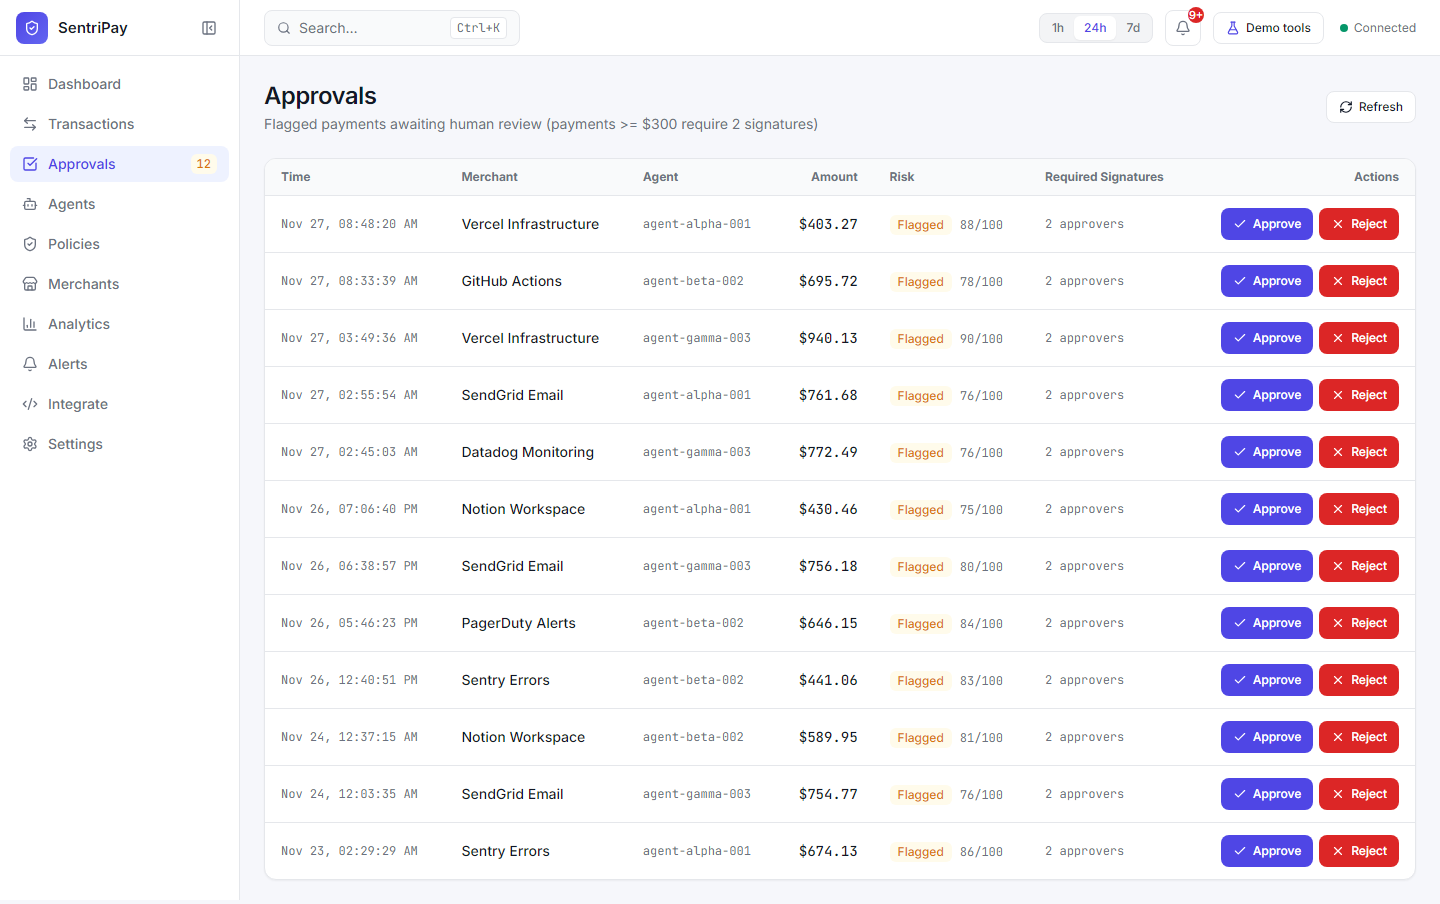 SentriPay
Search...
Ctrl+K
1h 24h 7d
9+
Demo tools
Connected
Dashboard
Transactions
Approvals 12
Agents
Policies
Merchants
Analytics
Alerts
Integrate
Settings
Approvals
Flagged payments awaiting human review (payments >= $300 require 2 signatures)
Refresh
Time Merchant Agent Amount Risk Required Signatures Actions
Nov 27, 08:48:20 AM Vercel Infrastructure agent-alpha-001 $403.27 Flagged 88/100 2 approvers Approve Reject
Nov 27, 08:33:39 AM GitHub Actions agent-beta-002 $695.72 Flagged 78/100 2 approvers Approve Reject
Nov 27, 03:49:36 AM Vercel Infrastructure agent-gamma-003 $940.13 Flagged 90/100 2 approvers Approve Reject
Nov 27, 02:55:54 AM SendGrid Email agent-alpha-001 $761.68 Flagged 76/100 2 approvers Approve Reject
Nov 27, 02:45:03 AM Datadog Monitoring agent-gamma-003 $772.49 Flagged 76/100 2 approvers Approve Reject
Nov 26, 07:06:40 PM Notion Workspace agent-alpha-001 $430.46 Flagged 75/100 2 approvers Approve Reject
Nov 26, 06:38:57 PM SendGrid Email agent-gamma-003 $756.18 Flagged 80/100 2 approvers Approve Reject
Nov 26, 05:46:23 PM PagerDuty Alerts agent-beta-002 $646.15 Flagged 84/100 2 approvers Approve Reject
Nov 26, 12:40:51 PM Sentry Errors agent-beta-002 $441.06 Flagged 83/100 2 approvers Approve Reject
Nov 24, 12:37:15 AM Notion Workspace agent-beta-002 $589.95 Flagged 81/100 2 approvers Approve Reject
Nov 24, 12:03:35 AM SendGrid Email agent-gamma-003 $754.77 Flagged 76/100 2 approvers Approve Reject
Nov 23, 02:29:29 AM Sentry Errors agent-alpha-001 $674.13 Flagged 86/100 2 approvers Approve Reject